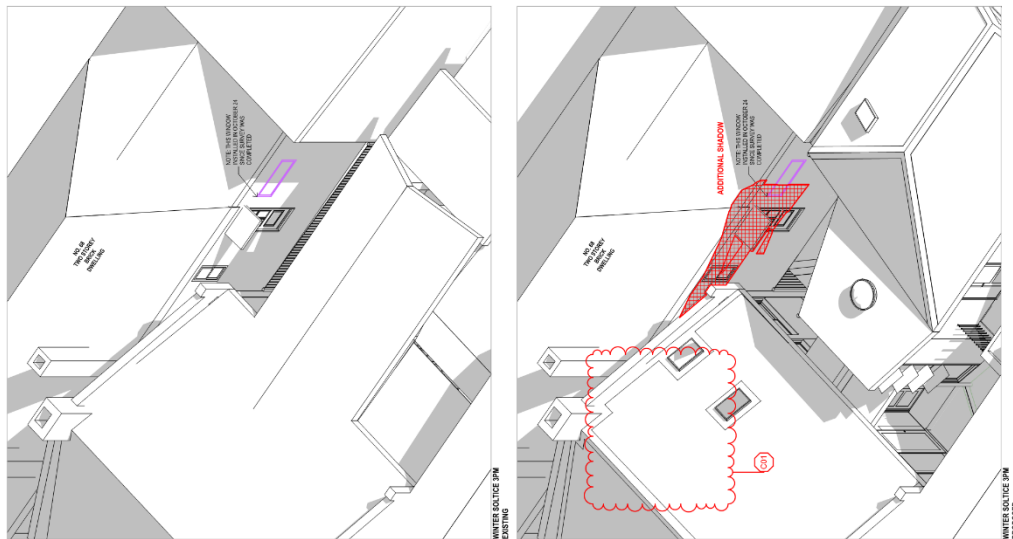 NOTE: THIS WINDOW
INSTALLED IN OCTOBER 24
SINCE SURVEY WAS
COMPLETED
NO. 68
TWO STOREY
BRICK
DWELLING
WINTER SOLTICE 3PM
EXISTING
ADDITIONAL SHADOW
NOTE: THIS WINDOW
INSTALLED IN OCTOBER 24
SINCE SURVEY WAS
COMPLETED
NO. 68
TWO STOREY
BRICK
DWELLING
C01
WINTER SOLTICE 3PM